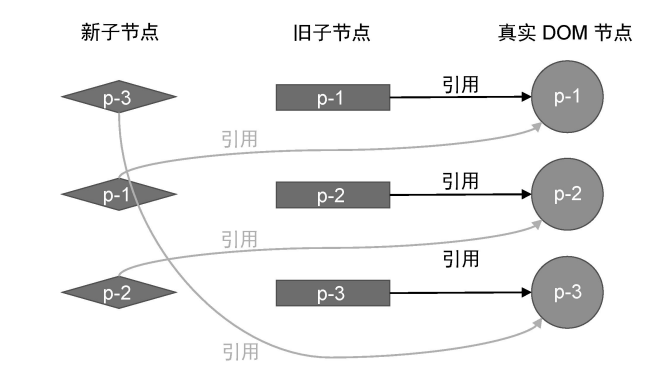 新子节点 旧子节点 真实 DOM 节点
p-3 p-1 引用 p-1
引用
p-1 p-2 引用 p-2
引用
p-2 p-3 引用 p-3
引用